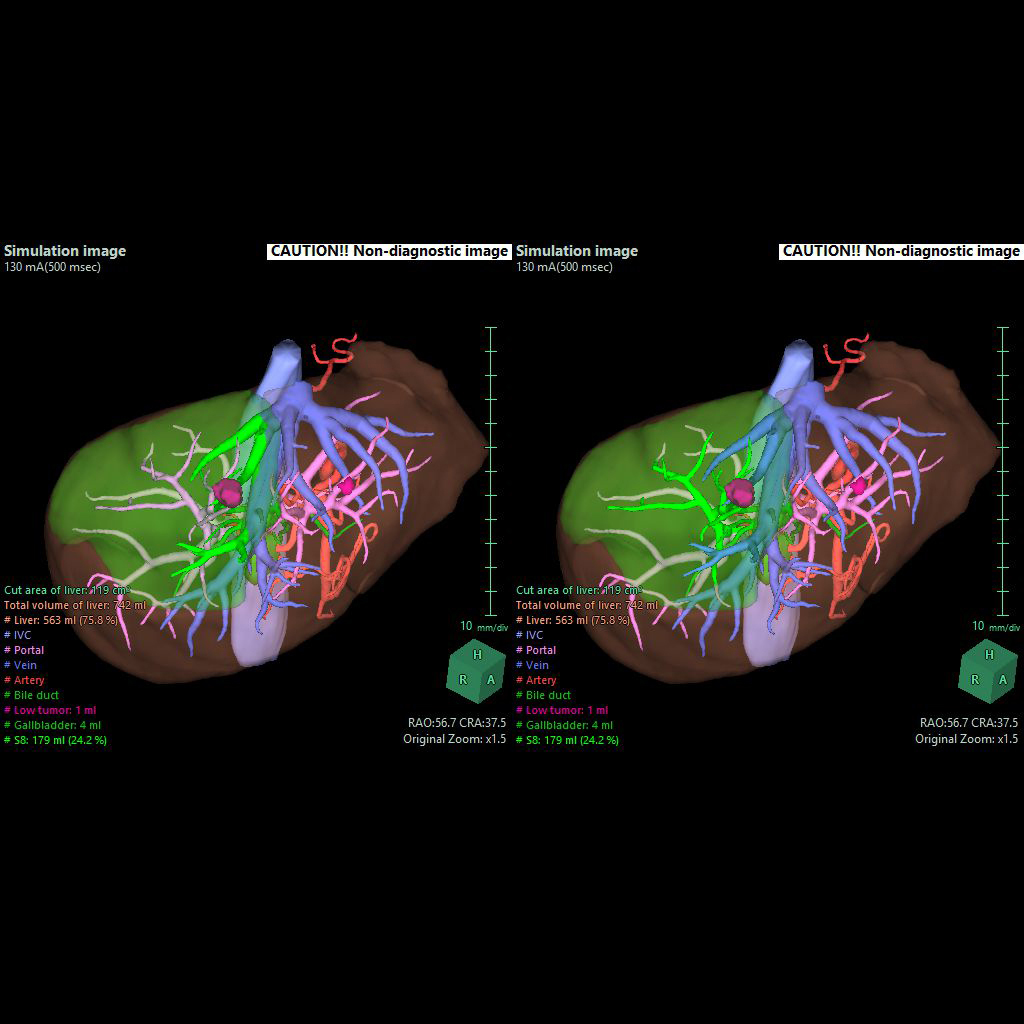 Simulation image
130 mA(500 msec)
CAUTION!! Non-diagnostic image
Cut area of liver: 119 cm²
Total volume of liver: 742 ml
# Liver: 563 ml (75.8 %)
# IVC
# Portal
# Vein
# Artery
# Bile duct
# Low tumor: 1 ml
# Gallbladder: 4 ml
# S8: 179 ml (24.2 %)
10 mm/div
H
R A
RAO:56.7 CRA:37.5
Original Zoom: x1.5
Simulation image
130 mA(500 msec)
CAUTION!! Non-diagnostic image
Cut area of liver: 119 cm²
Total volume of liver: 742 ml
# Liver: 563 ml (75.8 %)
# IVC
# Portal
# Vein
# Artery
# Bile duct
# Low tumor: 1 ml
# Gallbladder: 4 ml
# S8: 179 ml (24.2 %)
10 mm/div
H
R A
RAO:56.7 CRA:37.5
Original Zoom: x1.5